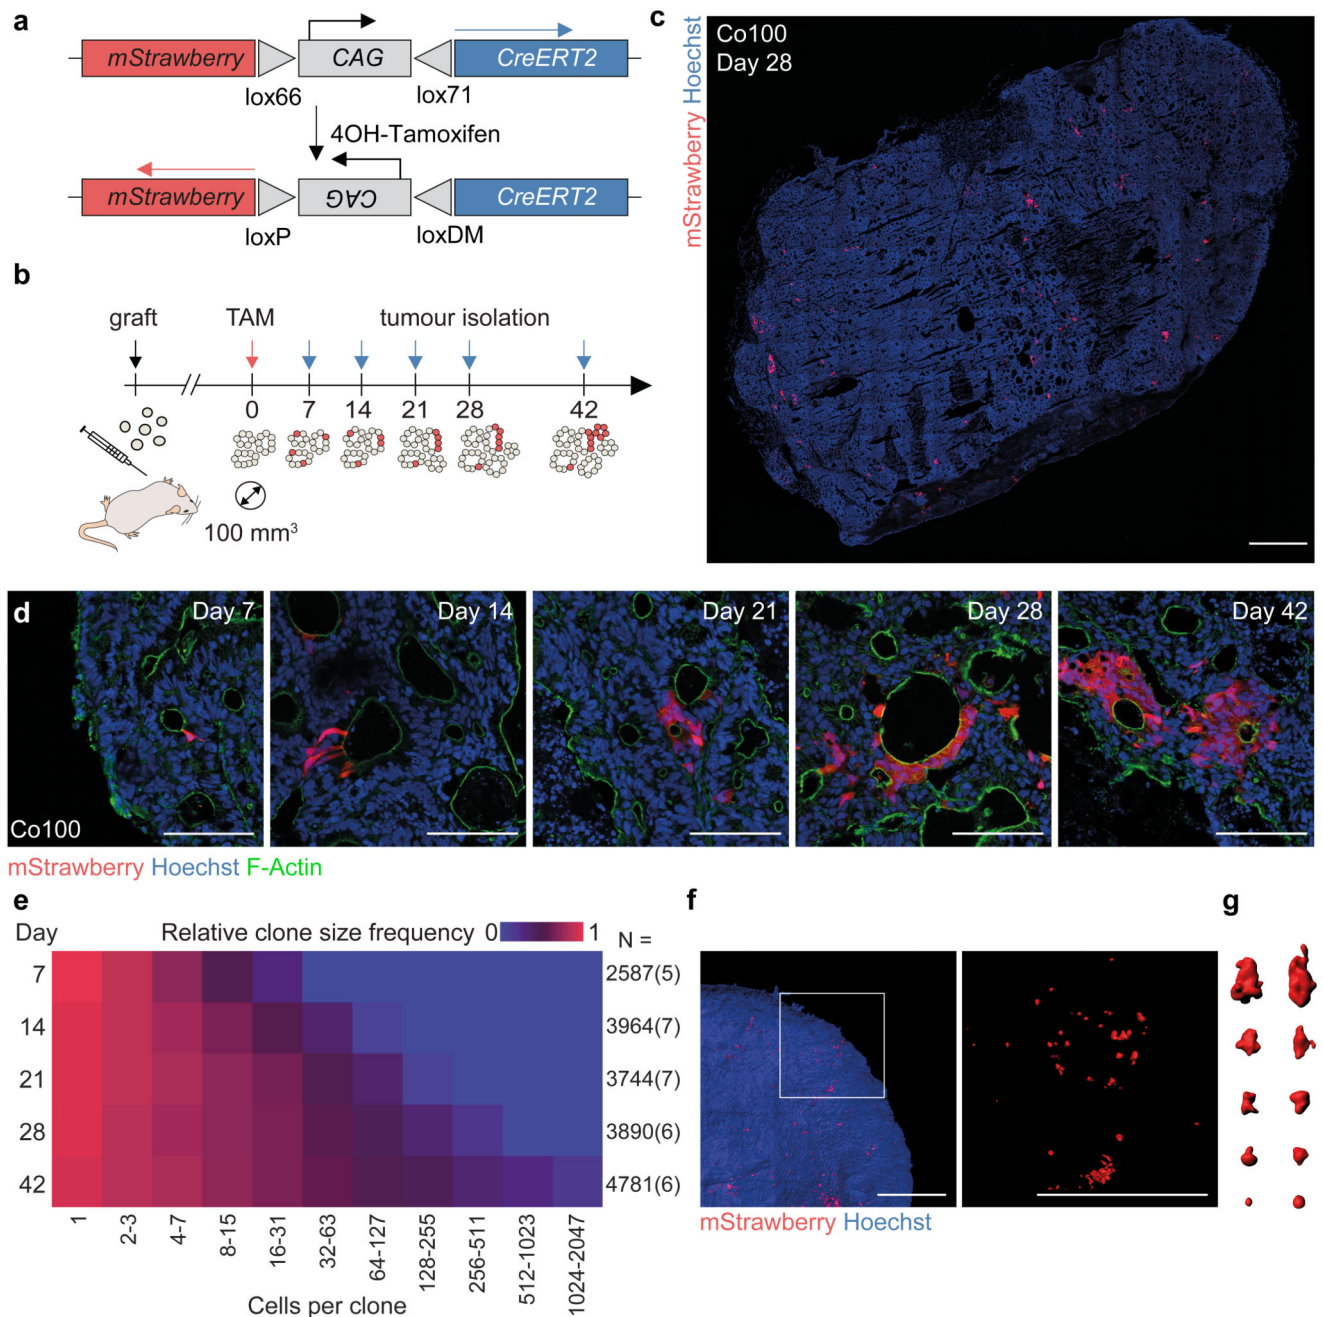 a
mStrawberry
CAG
CreERT2
lox66
lox71
4OH-Tamoxifen
mStrawberry
CAG
CreERT2
loxP
loxDM
b
graft
TAM
tumour isolation
0
7
14
21
28
42
100 mm³
c
mStrawberry Hoechst
Co100
Day 28
d
Day 7
Day 14
Day 21
Day 28
Day 42
Co100
mStrawberry Hoechst F-Actin
e
Day
Relative clone size frequency
0
1
N =
7
2587(5)
14
3964(7)
21
3744(7)
28
3890(6)
42
4781(6)
1
2-3
4-7
8-15
16-31
32-63
64-127
128-255
256-511
512-1023
1024-2047
Cells per clone
f
mStrawberry Hoechst
g